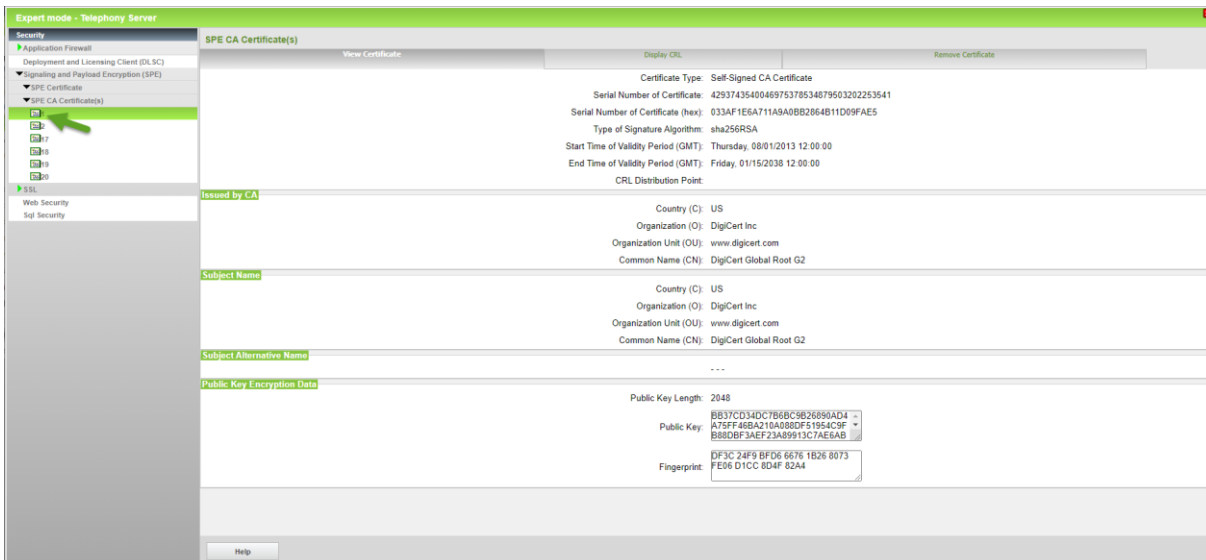 Expert mode - Telephony Server
Security
Application Firewall
Deployment and Licensing Client (DLSC)
Signaling and Payload Encryption (SPE)
SPE Certificate
SPE CA Certificate(s)
1
2
17
18
19
20
SSL
Web Security
Sql Security
SPE CA Certificate(s)
View Certificate Display CRL Remove Certificate
Certificate Type: Self-Signed CA Certificate
Serial Number of Certificate: 4293743540046975378534879503202253541
Serial Number of Certificate (hex): 033AF1E6A711A9A0BB2864B11D09FAE5
Type of Signature Algorithm: sha256RSA
Start Time of Validity Period (GMT): Thursday, 08/01/2013 12:00:00
End Time of Validity Period (GMT): Friday, 01/15/2038 12:00:00
CRL Distribution Point:
Issued by CA
Country (C): US
Organization (O): DigiCert Inc
Organization Unit (OU): www.digicert.com
Common Name (CN): DigiCert Global Root G2
Subject Name
Country (C): US
Organization (O): DigiCert Inc
Organization Unit (OU): www.digicert.com
Common Name (CN): DigiCert Global Root G2
Subject Alternative Name
- - -
Public Key Encryption Data
Public Key Length: 2048
Public Key: BB37CD34DC7B6BC9B26890AD4
A75FF46BA210A088DF51954C9F
B88DBF3AEF23A89913C7AE6AB
Fingerprint: DF3C 24F9 BFD6 6676 1B26 8073
FE06 D1CC 8D4F 82A4
Help